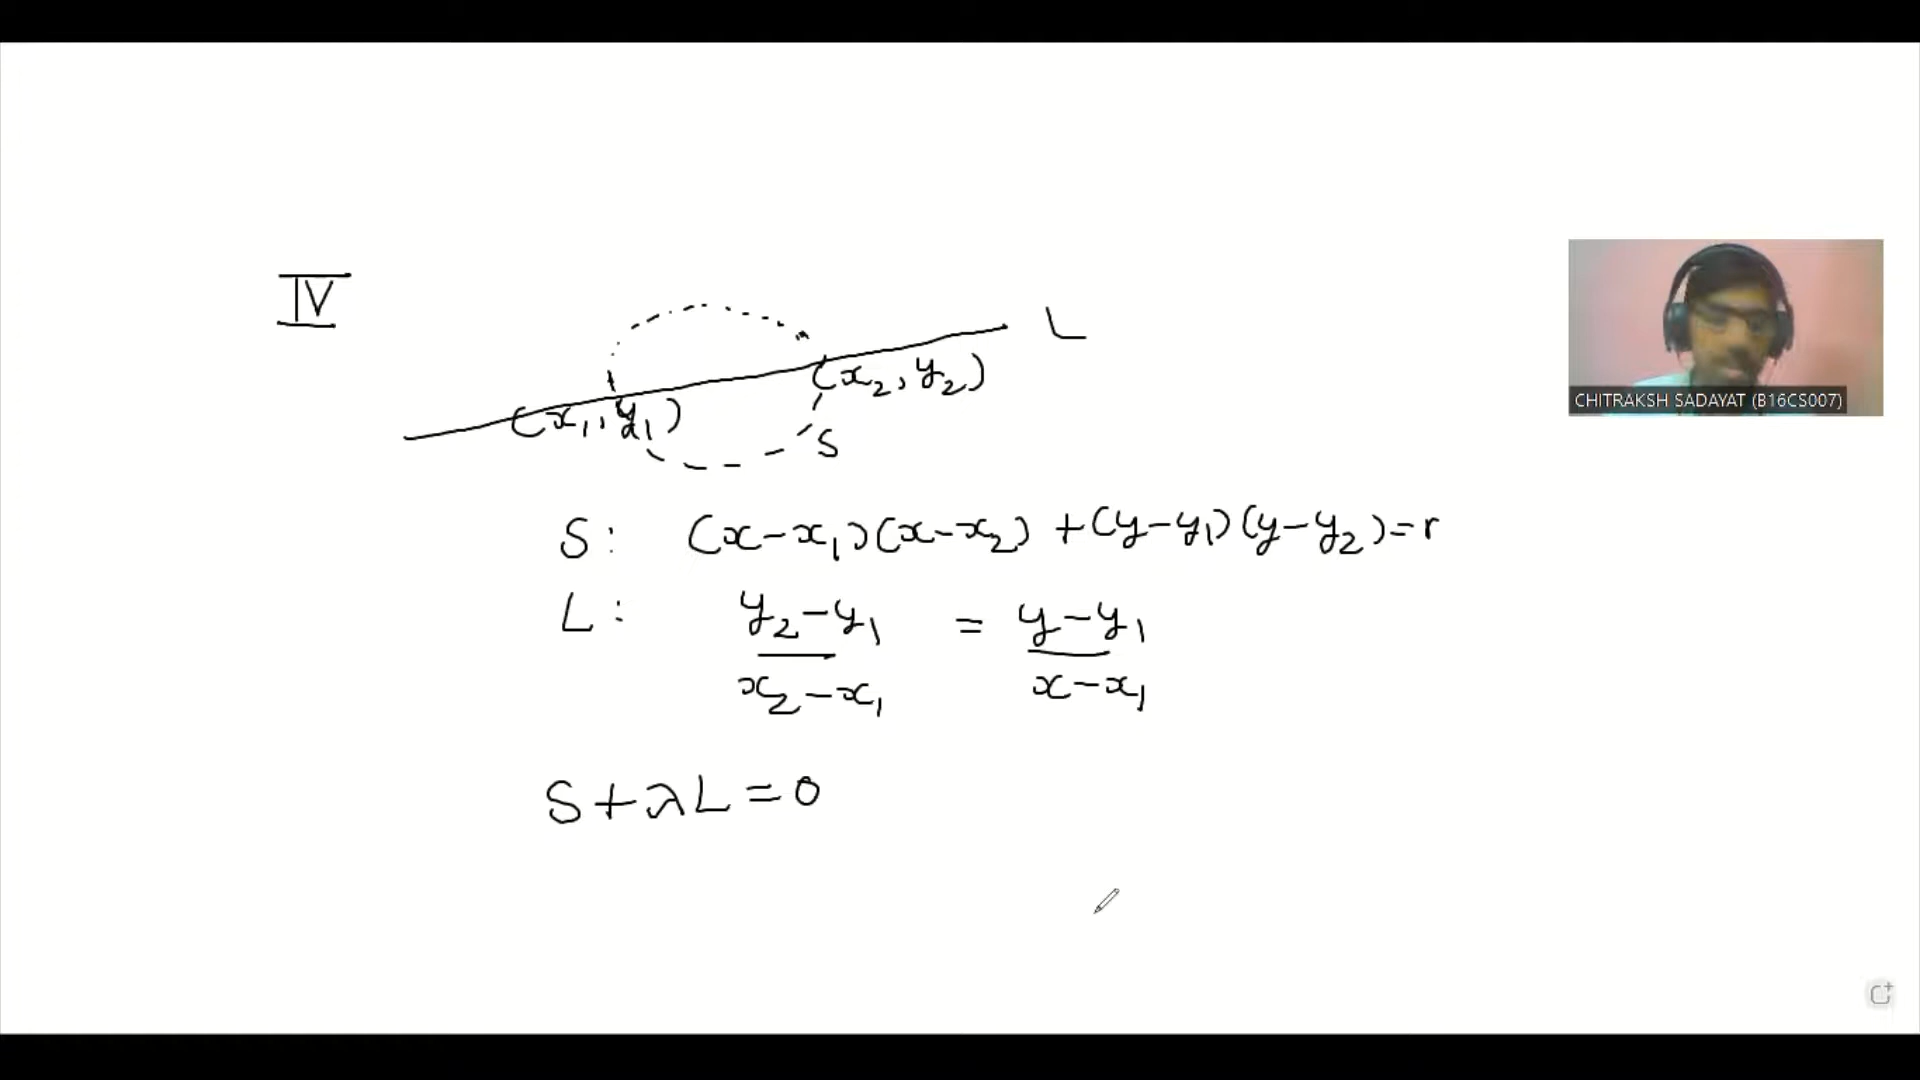 IV
L
(x₂, y₂)
(x₁, y₁)
S
S: (x-x₁)(x-x₂) + (y-y₁)(y-y₂) = r
L: y₂-y₁ / x₂-x₁ = y-y₁ / x-x₁
S+λL=0
CHITRAKSH SADAYAT (B16CS007)